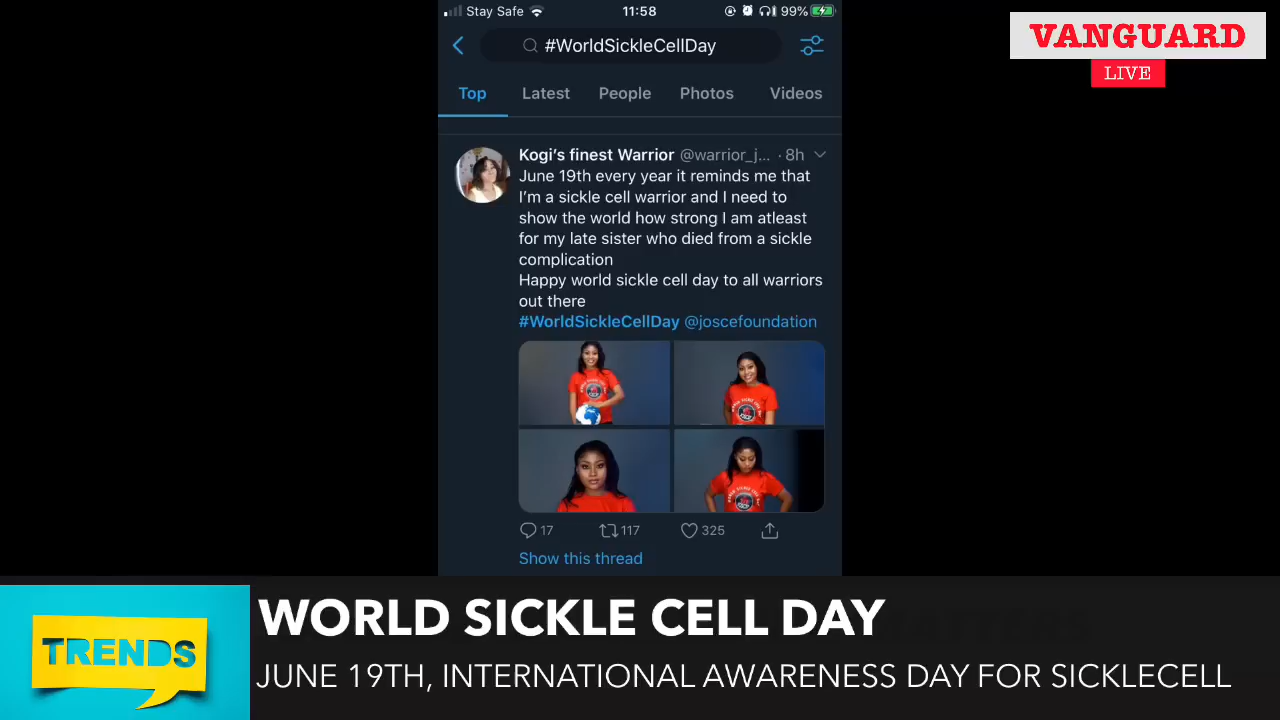 Stay Safe 11:58 99%
VANGUARD
LIVE
#WorldSickleCellDay
Top Latest People Photos Videos
Kogi's finest Warrior @warrior_j... · 8h
June 19th every year it reminds me that
I'm a sickle cell warrior and I need to
show the world how strong I am atleast
for my late sister who died from a sickle
complication
Happy world sickle cell day to all warriors
out there
#WorldSickleCellDay @joscefoundation
17 117 325
Show this thread
TRENDS
WORLD SICKLE CELL DAY
JUNE 19TH, INTERNATIONAL AWARENESS DAY FOR SICKLECELL